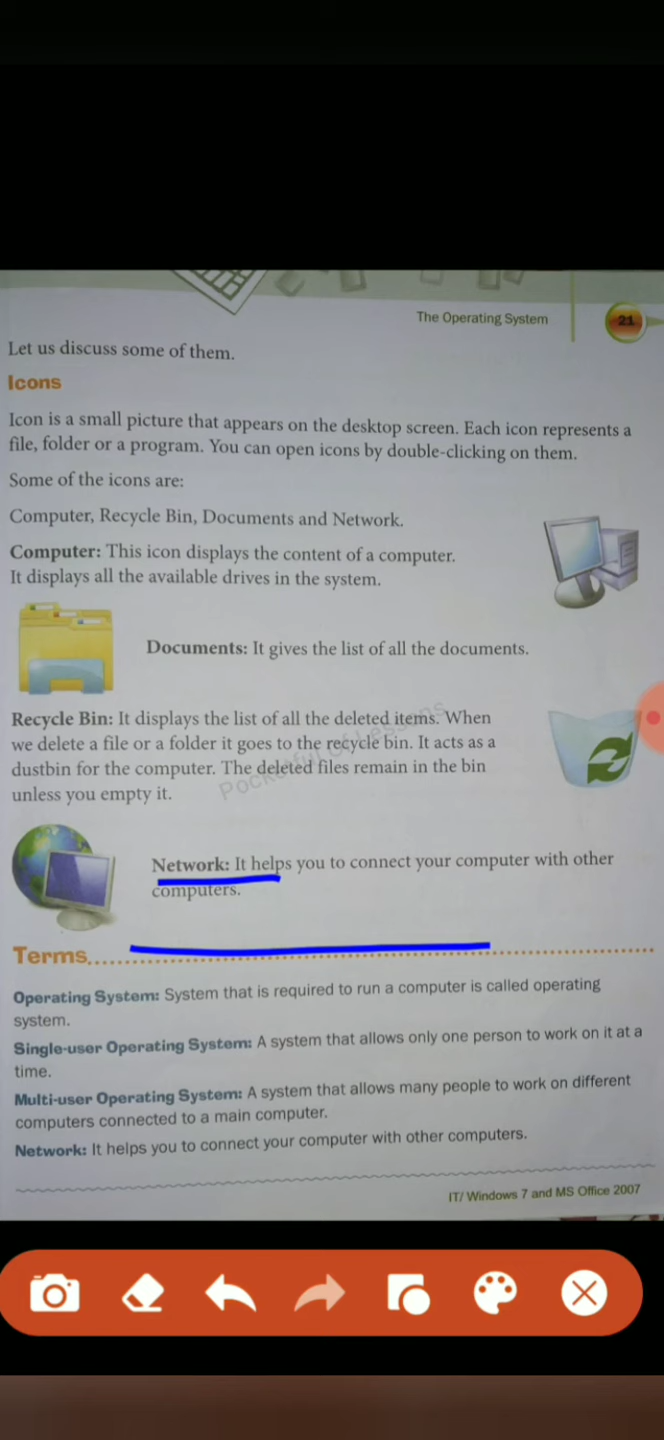 The Operating System
21
Let us discuss some of them.
Icons
Icon is a small picture that appears on the desktop screen. Each icon represents a
file, folder or a program. You can open icons by double-clicking on them.
Some of the icons are:
Computer, Recycle Bin, Documents and Network.
Computer: This icon displays the content of a computer.
It displays all the available drives in the system.
Documents: It gives the list of all the documents.
Recycle Bin: It displays the list of all the deleted items. When
we delete a file or a folder it goes to the recycle bin. It acts as a
dustbin for the computer. The deleted files remain in the bin
unless you empty it.
Pocketful of Lessons
Network: It helps you to connect your computer with other
computers.
Terms
Operating System: System that is required to run a computer is called operating
system.
Single-user Operating System: A system that allows only one person to work on it at a
time.
Multi-user Operating System: A system that allows many people to work on different
computers connected to a main computer.
Network: It helps you to connect your computer with other computers.
IT/ Windows 7 and MS Office 2007